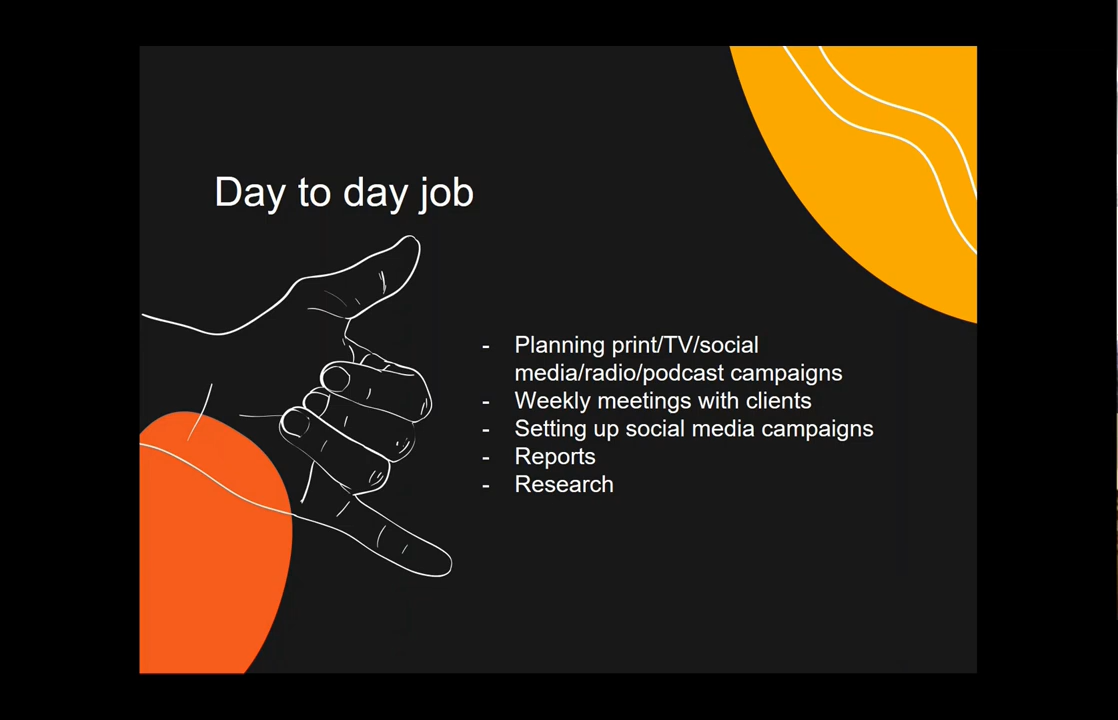 Day to day job
- Planning print/TV/social
media/radio/podcast campaigns
- Weekly meetings with clients
- Setting up social media campaigns
- Reports
- Research